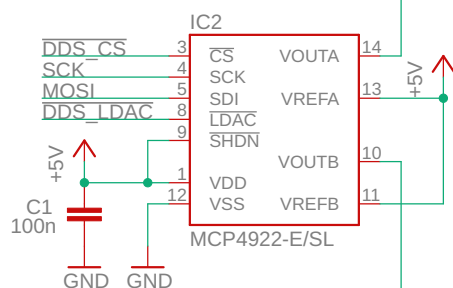 IC2
DDS_CS 3 CS VOUTA 14
SCK 4 SCK
MOSI 5 SDI VREFA 13 +5V
DDS_LDAC 8 LDAC
9 SHDN
+5V VOUTB 10
1 VDD
12 VSS VREFB 11
C1
100n
MCP4922-E/SL
GND GND